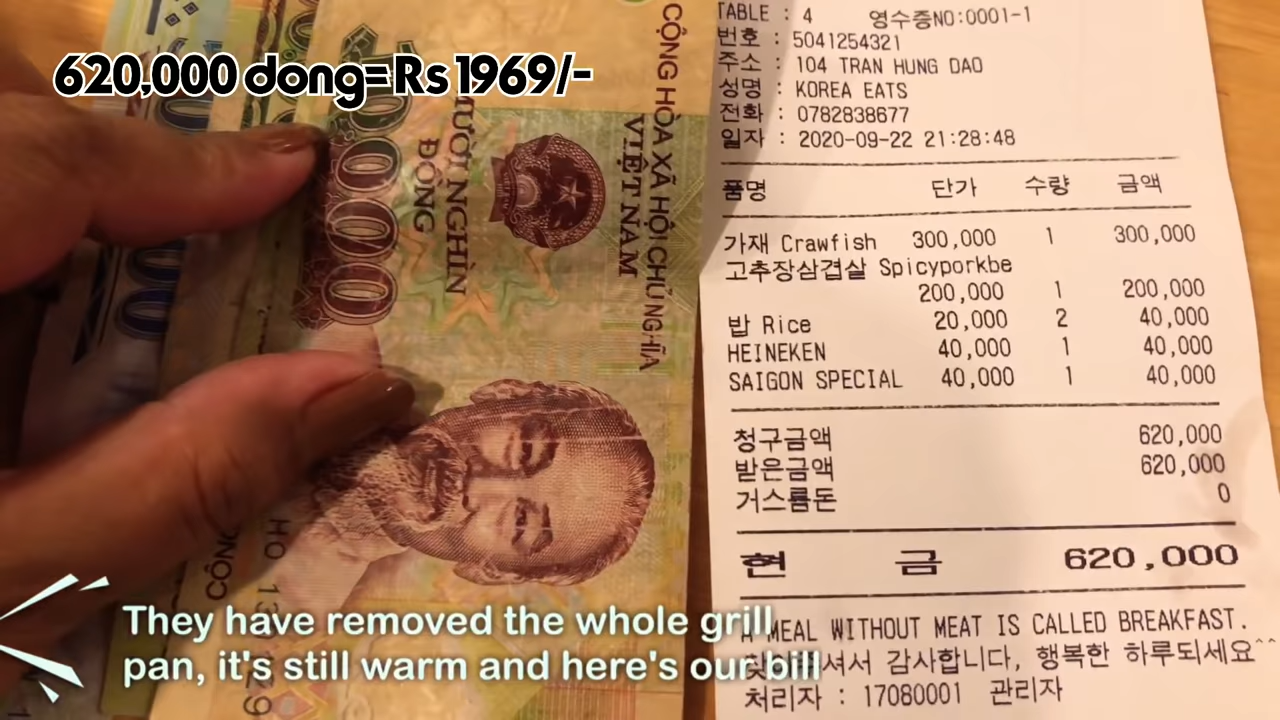 620,000 dong=Rs 1969/-
CỘNG HÒA XÃ HỘI CHỦ NGHĨA
VIỆT NAM
MƯỜI NGHÌN
ĐỒNG
10000
TABLE : 4 영수증NO:0001-1
번호 : 5041254321
주소 : 104 TRAN HUNG DAO
성명 : KOREA EATS
전화 : 0782838677
일자 : 2020-09-22 21:28:48
품명 단가 수량 금액
가재 Crawfish 300,000 1 300,000
고추장삼겹살 Spicyporkbe
200,000 1 200,000
밥 Rice 20,000 2 40,000
HEINEKEN 40,000 1 40,000
SAIGON SPECIAL 40,000 1 40,000
청구금액 620,000
받은금액 620,000
거스름돈 0
현 금 620,000
A MEAL WITHOUT MEAT IS CALLED BREAKFAST.
감사합니다, 행복한 하루되세요^^
처리자 : 17080001 관리자
They have removed the whole grill
pan, it's still warm and here's our bill